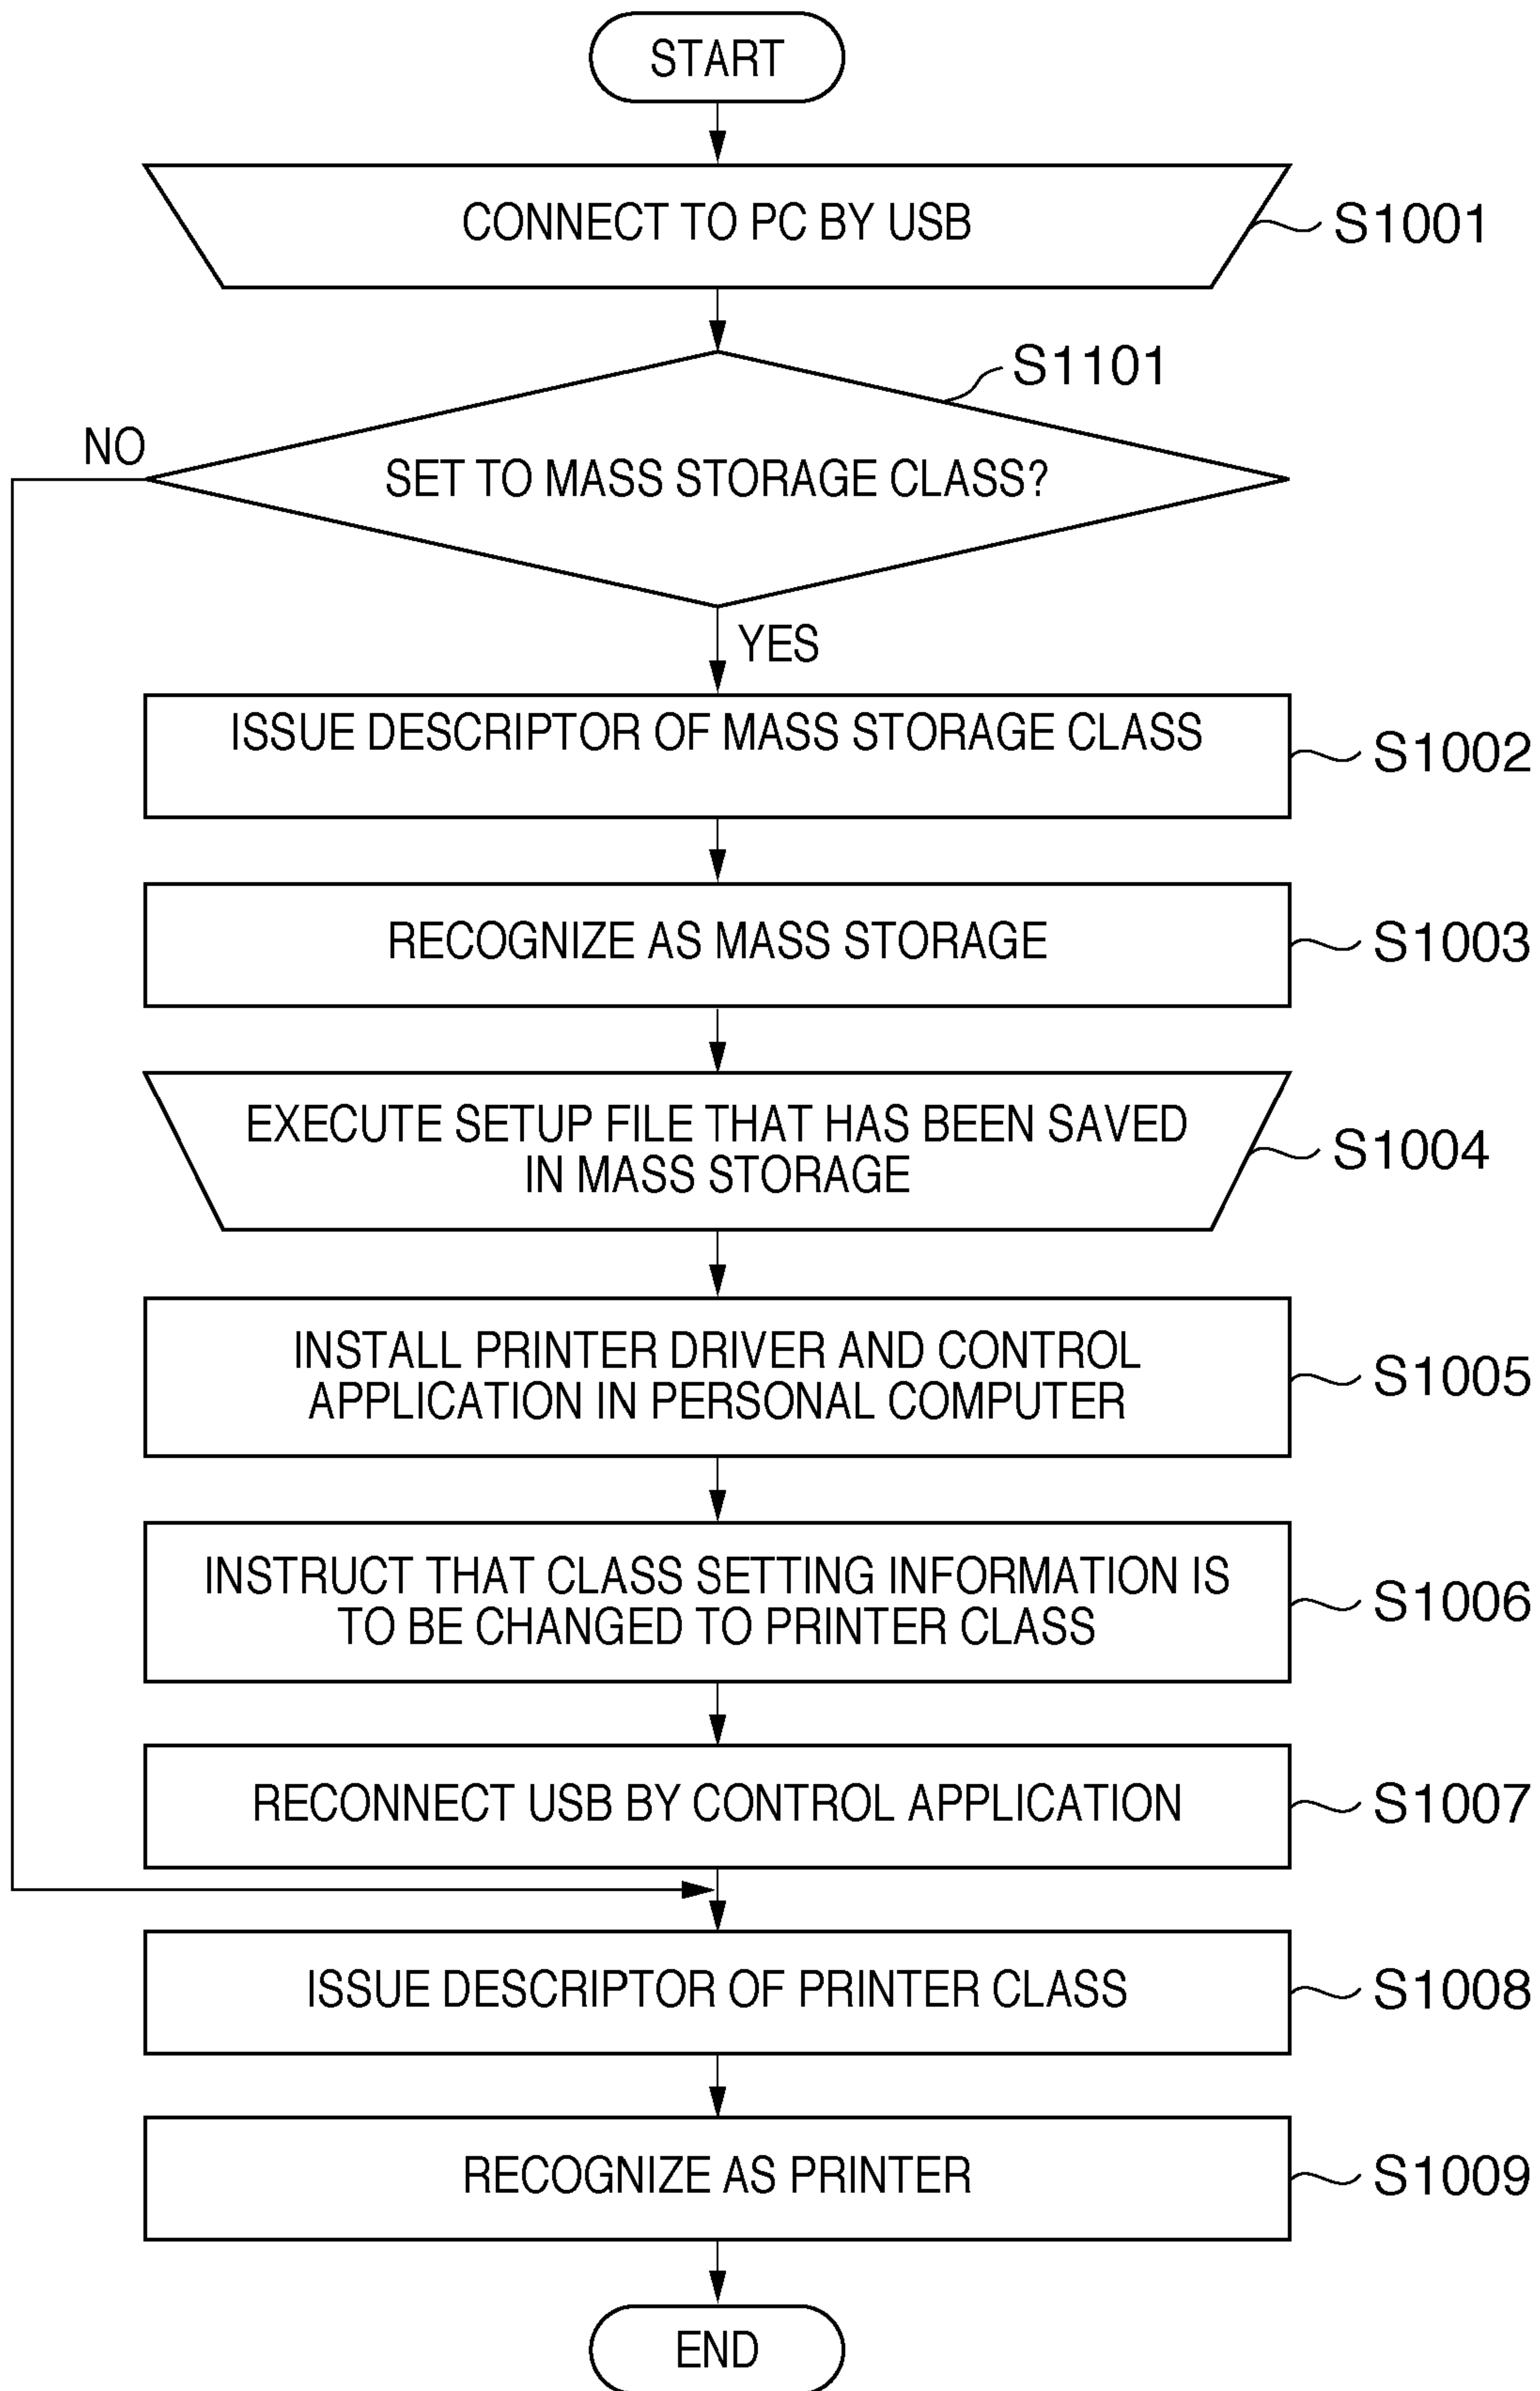 START
CONNECT TO PC BY USB
S1001
S1101
NO
SET TO MASS STORAGE CLASS?
YES
ISSUE DESCRIPTOR OF MASS STORAGE CLASS
S1002
RECOGNIZE AS MASS STORAGE
S1003
EXECUTE SETUP FILE THAT HAS BEEN SAVED
IN MASS STORAGE
S1004
INSTALL PRINTER DRIVER AND CONTROL
APPLICATION IN PERSONAL COMPUTER
S1005
INSTRUCT THAT CLASS SETTING INFORMATION IS
TO BE CHANGED TO PRINTER CLASS
S1006
RECONNECT USB BY CONTROL APPLICATION
S1007
ISSUE DESCRIPTOR OF PRINTER CLASS
S1008
RECOGNIZE AS PRINTER
S1009
END